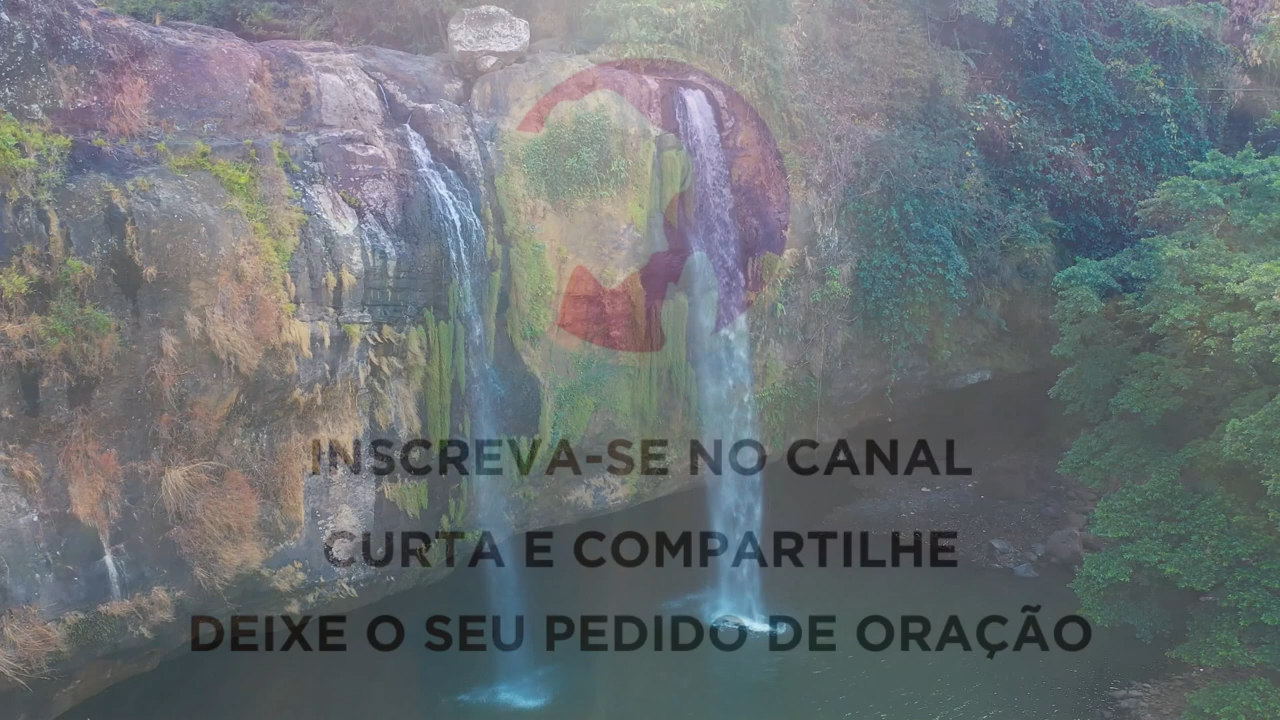 INSCREVA-SE NO CANAL
CURTA E COMPARTILHE
DEIXE O SEU PEDIDO DE ORAÇÃO